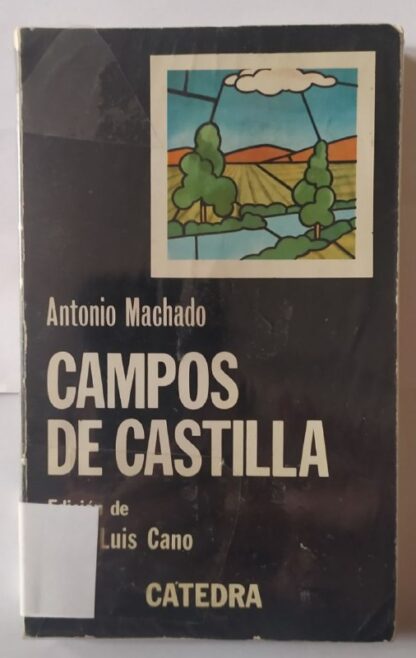 Antonio Machado
CAMPOS
DE CASTILLA
Edición de
Luis Cano
CATEDRA